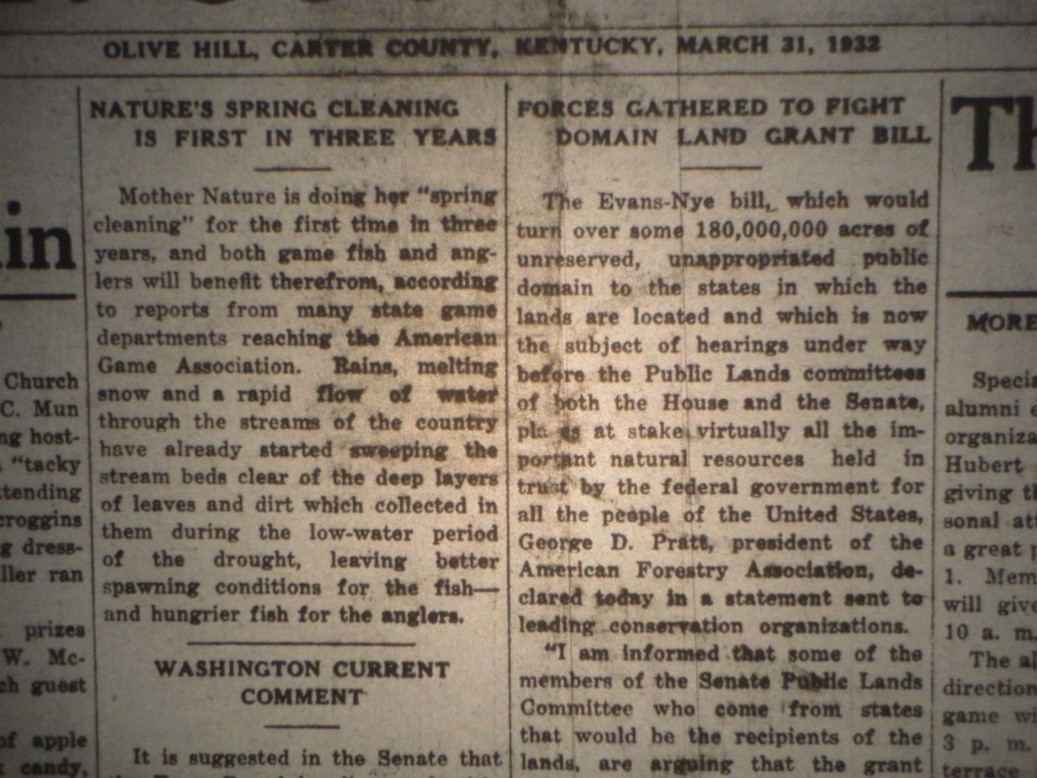 OLIVE HILL, CARTER COUNTY, KENTUCKY, MARCH 31, 1932
in
Church
C. Mun
ng host-
"tacky
tending
croggins
g dress-
ller ran
prizes
W. Mc-
ch guest
of apple
candy,
NATURE'S SPRING CLEANING
IS FIRST IN THREE YEARS
Mother Nature is doing her "spring
cleaning" for the first time in three
years, and both game fish and ang-
lers will benefit therefrom, according
to reports from many state game
departments reaching the American
Game Association. Rains, melting
snow and a rapid flow of water
through the streams of the country
have already started sweeping the
stream beds clear of the deep layers
of leaves and dirt which collected in
them during the low-water period
of the drought, leaving better
spawning conditions for the fish—
and hungrier fish for the anglers.
WASHINGTON CURRENT
COMMENT
It is suggested in the Senate that
FORCES GATHERED TO FIGHT
DOMAIN LAND GRANT BILL
The Evans-Nye bill, which would
turn over some 180,000,000 acres of
unreserved, unappropriated public
domain to the states in which the
lands are located and which is now
the subject of hearings under way
before the Public Lands committees
of both the House and the Senate,
places at stake virtually all the im-
portant natural resources held in
trust by the federal government for
all the people of the United States,
George D. Pratt, president of the
American Forestry Association, de-
clared today in a statement sent to
leading conservation organizations.
"I am informed that some of the
members of the Senate Public Lands
Committee who come from states
that would be the recipients of the
lands, are arguing that the grant
Th
MORE
Specia
alumni e
organiza
Hubert
giving th
sonal att
a great p
1. Mem
will give
10 a. m.
The al
direction
game wi
3 p. m.
terrace